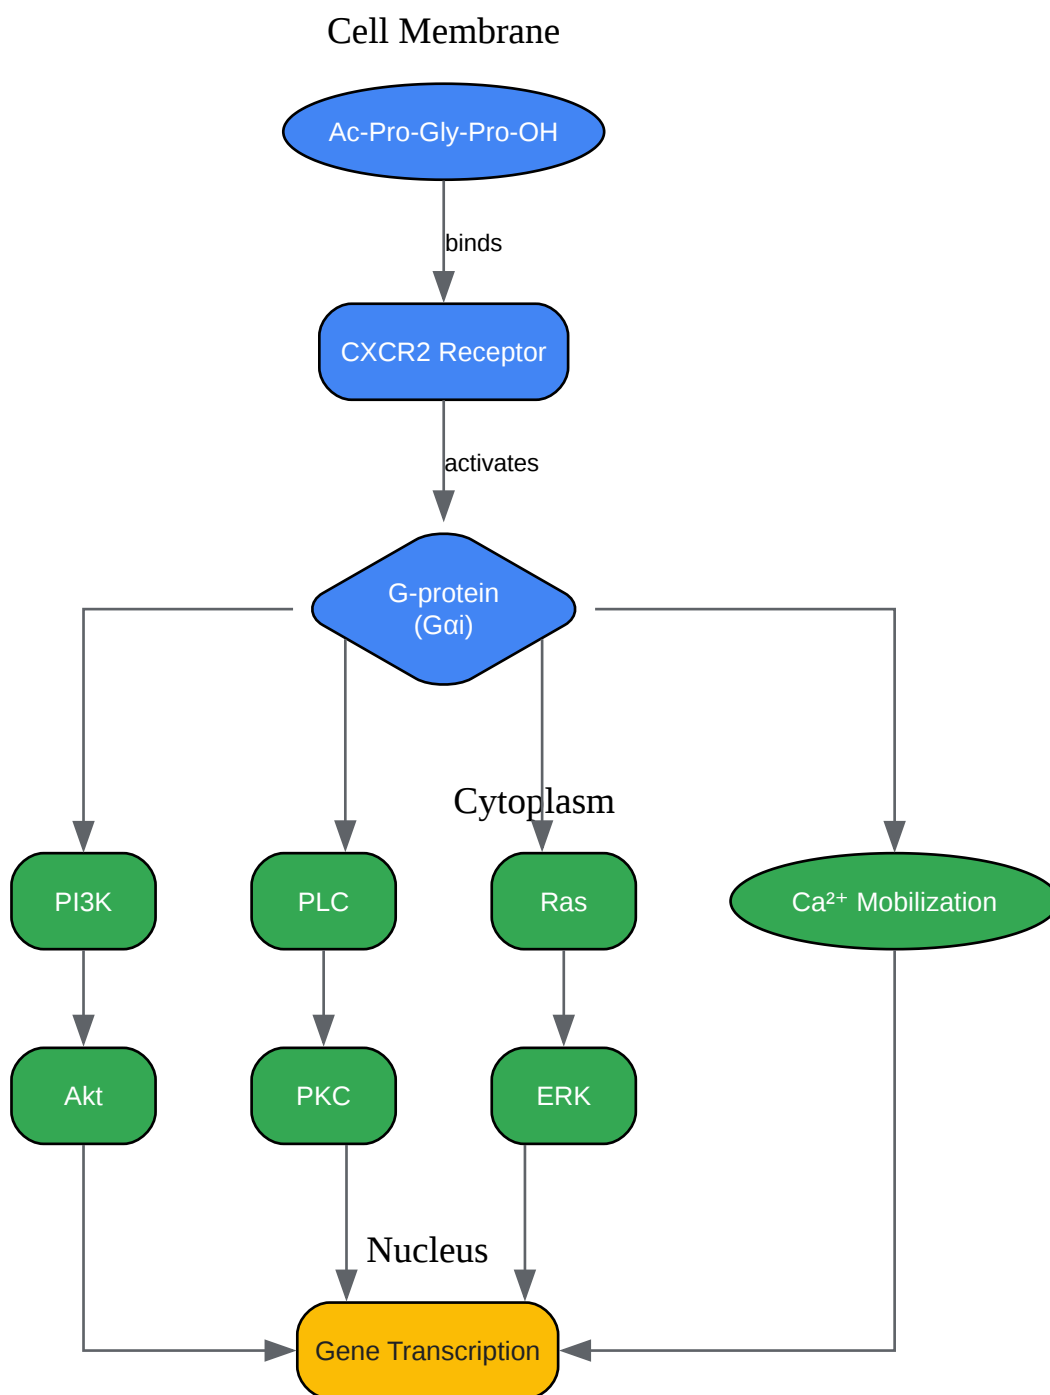 Cell Membrane
Ac-Pro-Gly-Pro-OH
binds
CXCR2 Receptor
activates
G-protein
(Gαi)
Cytoplasm
PI3K
PLC
Ras
Ca²⁺ Mobilization
Akt
PKC
ERK
Nucleus
Gene Transcription